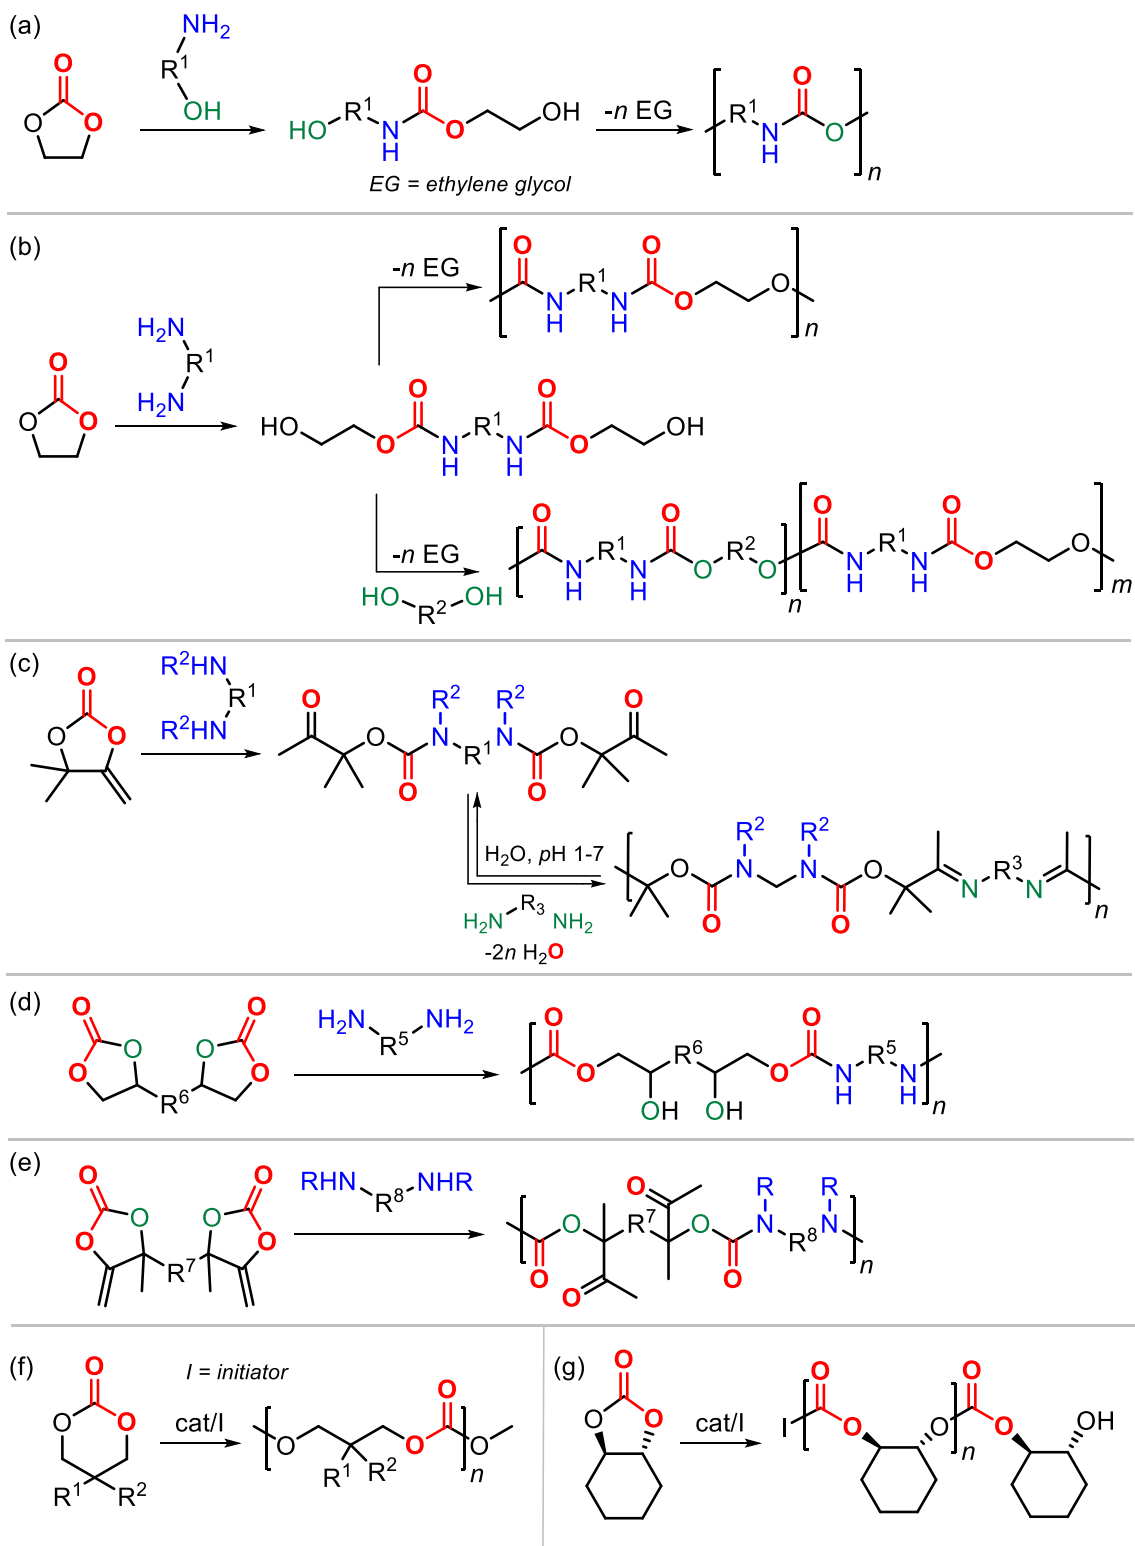 (a)
NH2
R1
OH
O
O
O
HO
R1
N
H
O
O
OH
-n EG
R1
N
H
O
O
n
EG = ethylene glycol
(b)
-n EG
O
N
H
R1
N
H
O
O
O
n
H2N
R1
H2N
O
O
O
HO
O
O
N
H
R1
N
H
O
O
OH
-n EG
HO
R2
OH
O
N
H
R1
N
H
O
O
R2
O
n
O
N
H
R1
N
H
O
O
O
m
(c)
R2HN
R1
R2HN
O
O
O
O
O
O
R2
N
R1
R2
N
O
O
O
H2O, pH 1-7
H2N
R3
NH2
-2n H2O
O
O
R2
N
R2
N
O
O
N
R3
N
n
(d)
O
O
O
R6
O
O
O
H2N
R5
NH2
O
O
OH
R6
OH
O
O
N
H
R5
N
H
n
(e)
O
O
O
R7
O
O
O
RHN
R8
NHR
O
O
O
R7
O
O
O
R
N
R8
R
N
n
(f)
I = initiator
O
O
O
R1
R2
cat/I
O
R1
R2
O
O
O
n
(g)
O
O
O
cat/I
I
O
O
O
n
O
O
OH